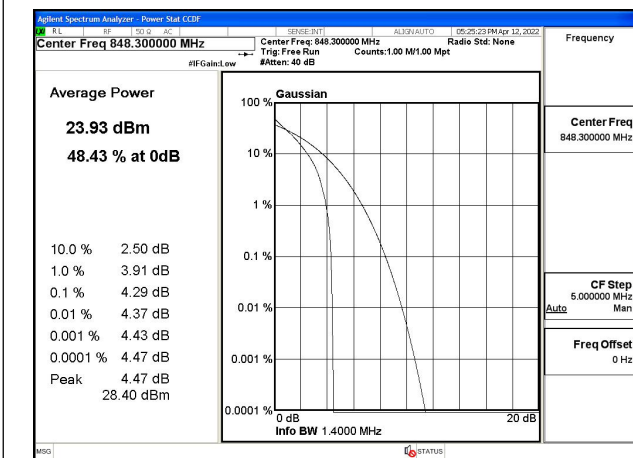 Agilent Spectrum Analyzer - Power Stat CCDF
RL RF 50 Ω AC SENSE:INT ALIGNAUTO 05:25:23 PM Apr 12, 2022
Center Freq 848.300000 MHz
Center Freq: 848.300000 MHz Radio Std: None
Trig: Free Run Counts:1.00 M/1.00 Mpt
#IFGain:Low #Atten: 40 dB
Frequency
Average Power
23.93 dBm
48.43 % at 0dB
10.0 % 2.50 dB
1.0 % 3.91 dB
0.1 % 4.29 dB
0.01 % 4.37 dB
0.001 % 4.43 dB
0.0001 % 4.47 dB
Peak 4.47 dB
28.40 dBm
Gaussian
100 %
10 %
1 %
0.1 %
0.01 %
0.001 %
0.0001 %
0 dB 20 dB
Info BW 1.4000 MHz
Center Freq
848.300000 MHz
CF Step
5.000000 MHz
Auto Man
Freq Offset
0 Hz
MSG STATUS